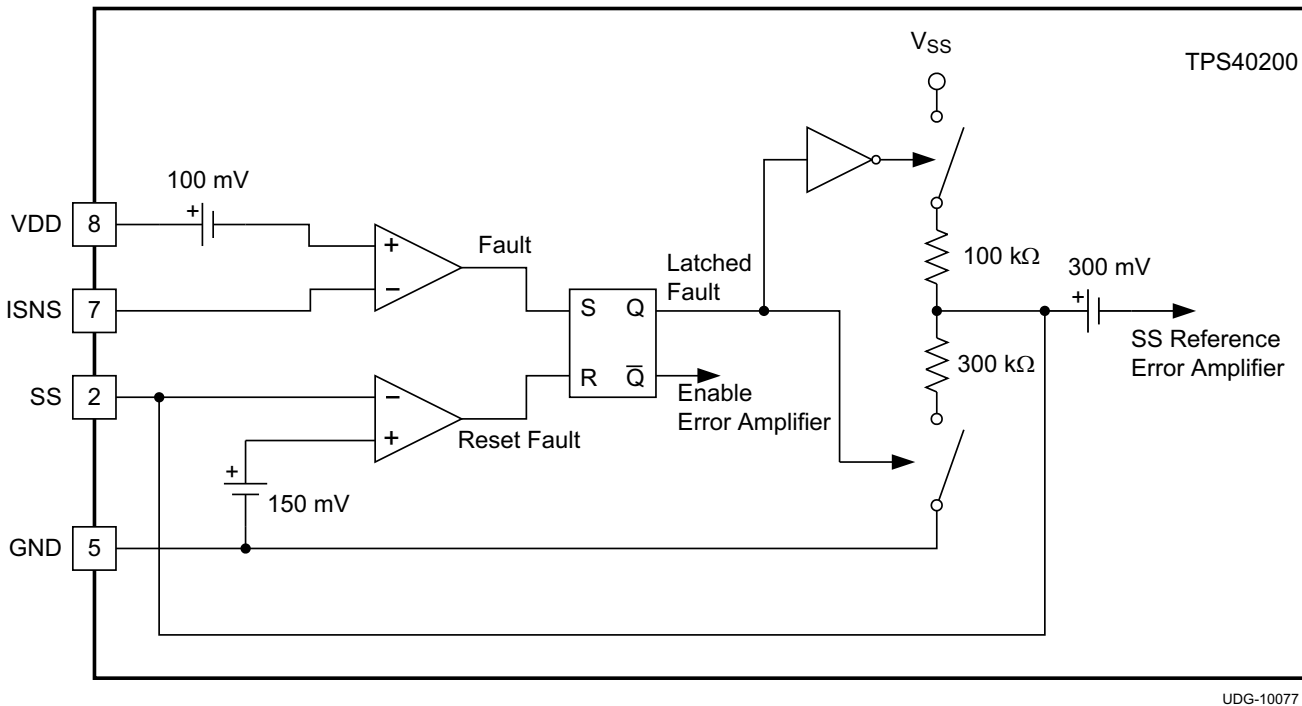 VSS
TPS40200
100 mV
+
VDD
8
+
−
Fault
Latched
Fault
100 kΩ
300 mV
+
ISNS
7
S
Q
SS Reference
Error Amplifier
300 kΩ
R
Q̅
Enable
Error Amplifier
SS
2
−
+
Reset Fault
+
150 mV
GND
5
UDG-10077